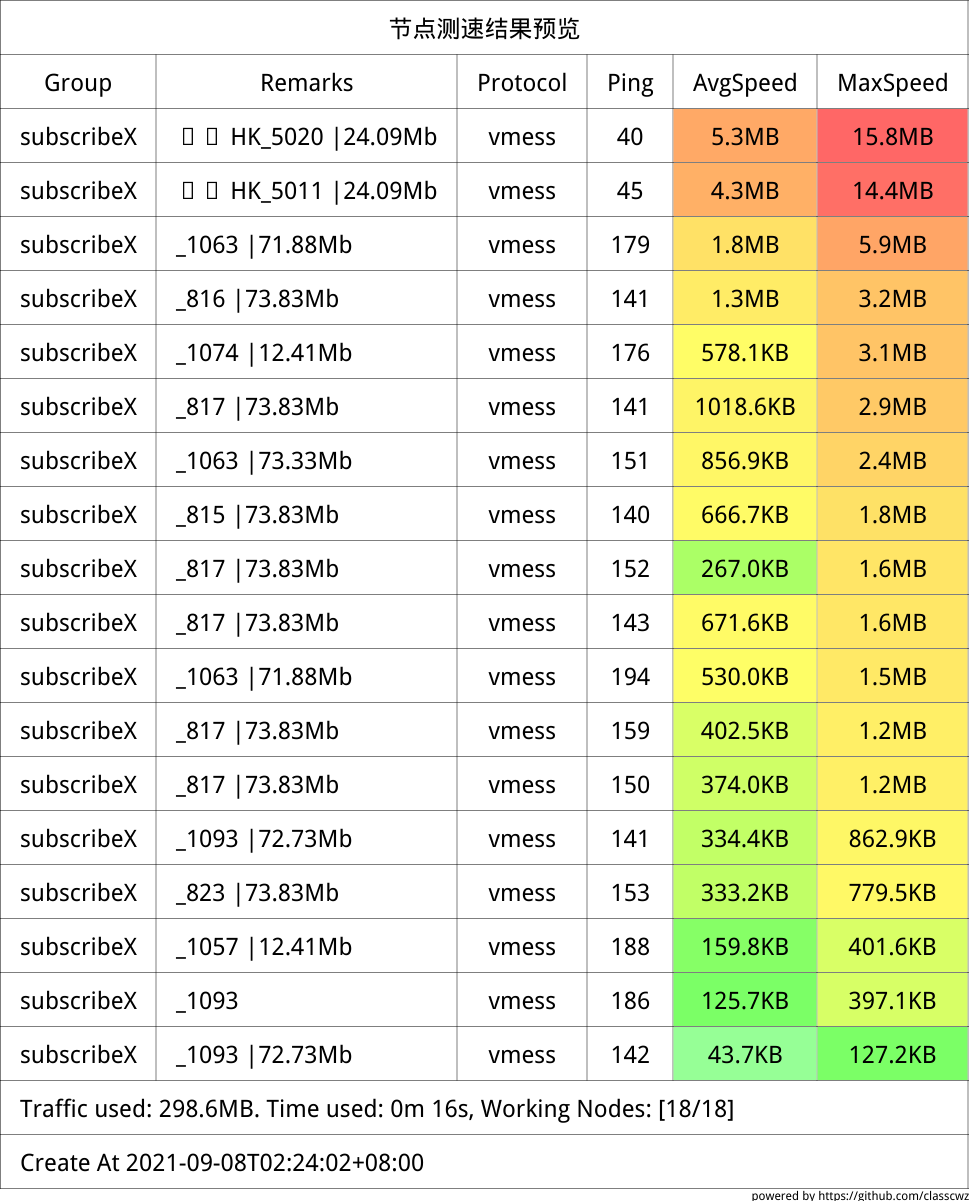 节点测速结果预览
Group Remarks Protocol Ping AvgSpeed MaxSpeed
subscribeX HK_5020 |24.09Mb vmess 40 5.3MB 15.8MB
subscribeX HK_5011 |24.09Mb vmess 45 4.3MB 14.4MB
subscribeX _1063 |71.88Mb vmess 179 1.8MB 5.9MB
subscribeX _816 |73.83Mb vmess 141 1.3MB 3.2MB
subscribeX _1074 |12.41Mb vmess 176 578.1KB 3.1MB
subscribeX _817 |73.83Mb vmess 141 1018.6KB 2.9MB
subscribeX _1063 |73.33Mb vmess 151 856.9KB 2.4MB
subscribeX _815 |73.83Mb vmess 140 666.7KB 1.8MB
subscribeX _817 |73.83Mb vmess 152 267.0KB 1.6MB
subscribeX _817 |73.83Mb vmess 143 671.6KB 1.6MB
subscribeX _1063 |71.88Mb vmess 194 530.0KB 1.5MB
subscribeX _817 |73.83Mb vmess 159 402.5KB 1.2MB
subscribeX _817 |73.83Mb vmess 150 374.0KB 1.2MB
subscribeX _1093 |72.73Mb vmess 141 334.4KB 862.9KB
subscribeX _823 |73.83Mb vmess 153 333.2KB 779.5KB
subscribeX _1057 |12.41Mb vmess 188 159.8KB 401.6KB
subscribeX _1093 vmess 186 125.7KB 397.1KB
subscribeX _1093 |72.73Mb vmess 142 43.7KB 127.2KB
Traffic used: 298.6MB. Time used: 0m 16s, Working Nodes: [18/18]
Create At 2021-09-08T02:24:02+08:00
powered by https://github.com/classcwz